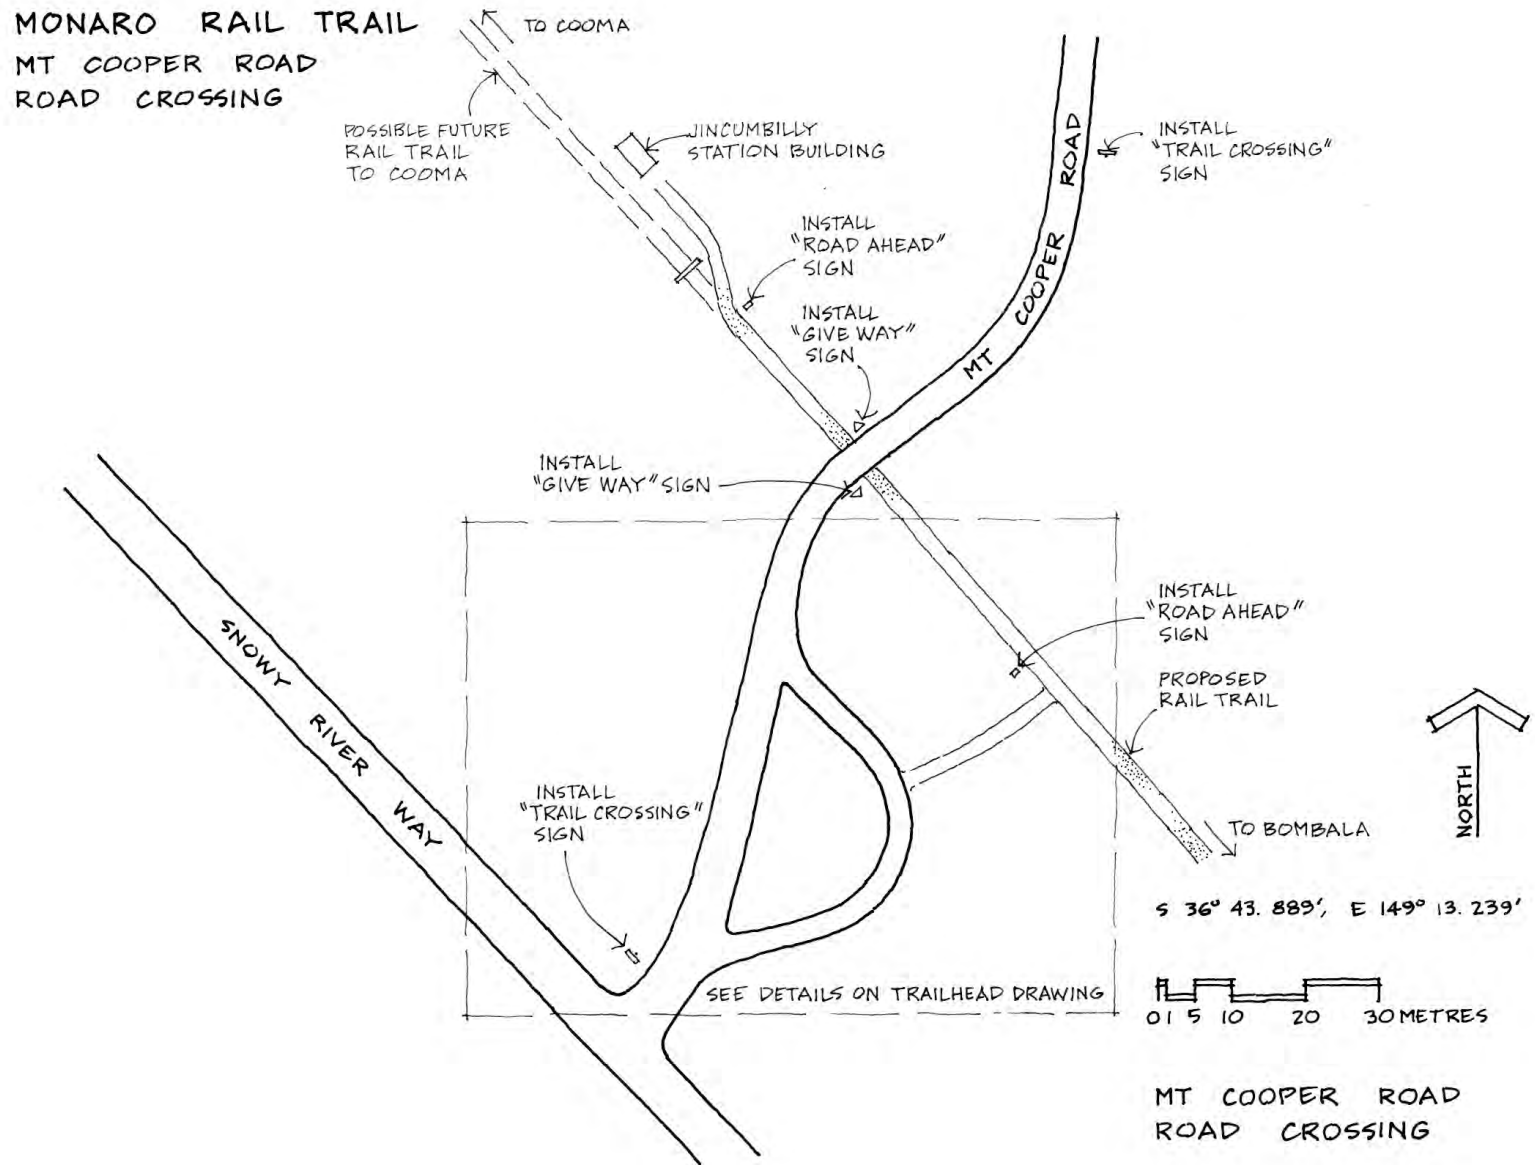 MONARO RAIL TRAIL
MT COOPER ROAD
ROAD CROSSING
TO COOMA
POSSIBLE FUTURE
RAIL TRAIL
TO COOMA
JINCUMBILLY
STATION BUILDING
INSTALL
"TRAIL CROSSING"
SIGN
INSTALL
"ROAD AHEAD"
SIGN
INSTALL
"GIVE WAY"
SIGN
MT COOPER ROAD
INSTALL
"GIVE WAY" SIGN
INSTALL
"ROAD AHEAD"
SIGN
PROPOSED
RAIL TRAIL
SNOWY RIVER WAY
INSTALL
"TRAIL CROSSING"
SIGN
NORTH
TO BOMBALA
S 36° 43.889', E 149° 13.239'
SEE DETAILS ON TRAILHEAD DRAWING
0 1 5 10 20 30 METRES
MT COOPER ROAD
ROAD CROSSING